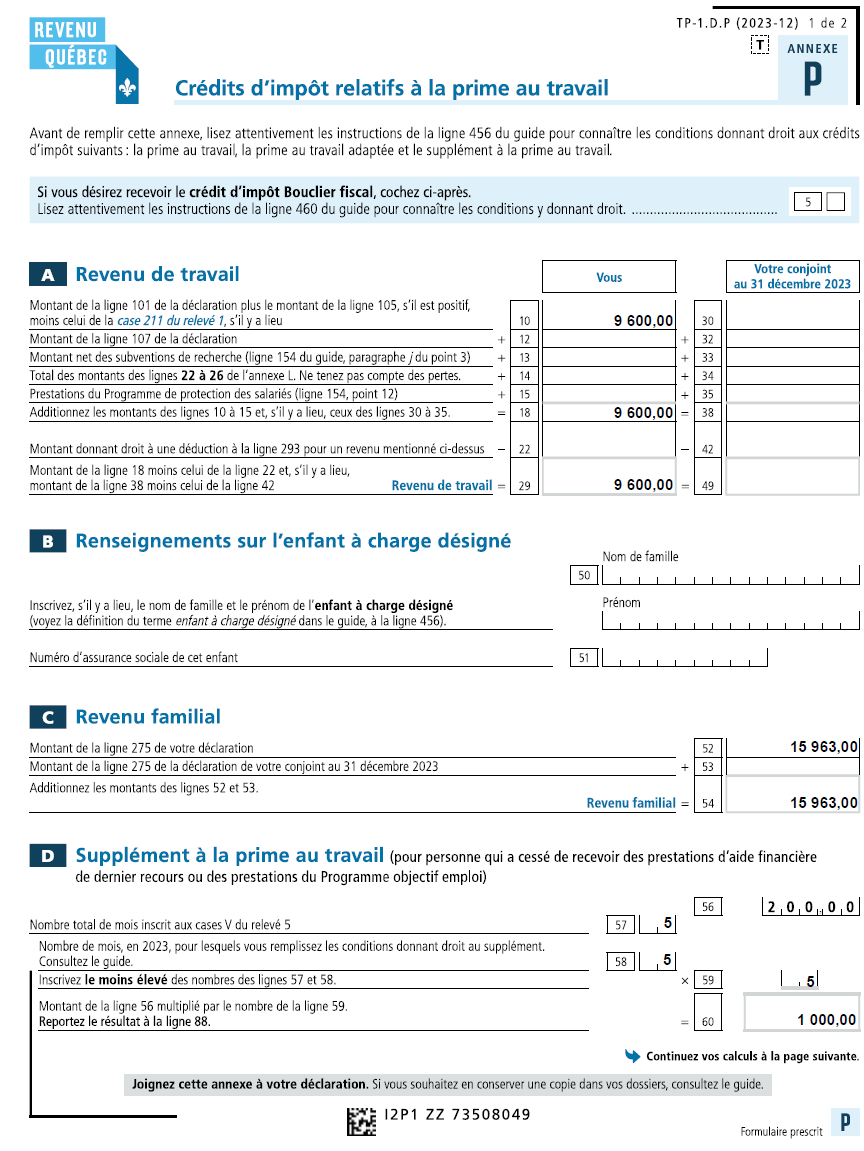 REVENU
QUÉBEC
TP-1.D.P (2023-12) 1 de 2
T
ANNEXE
P
Crédits d'impôt relatifs à la prime au travail
Avant de remplir cette annexe, lisez attentivement les instructions de la ligne 456 du guide pour connaître les conditions donnant droit aux crédits
d'impôt suivants : la prime au travail, la prime au travail adaptée et le supplément à la prime au travail.
Si vous désirez recevoir le crédit d'impôt Bouclier fiscal, cochez ci-après.
Lisez attentivement les instructions de la ligne 460 du guide pour connaître les conditions y donnant droit. ........................................ 5
A Revenu de travail
Vous
Votre conjoint
au 31 décembre 2023
Montant de la ligne 101 de la déclaration plus le montant de la ligne 105, s'il est positif,
moins celui de la case 211 du relevé 1, s'il y a lieu 10 9 600,00 30
Montant de la ligne 107 de la déclaration + 12 + 32
Montant net des subventions de recherche (ligne 154 du guide, paragraphe j du point 3) + 13 + 33
Total des montants des lignes 22 à 26 de l'annexe L. Ne tenez pas compte des pertes. + 14 + 34
Prestations du Programme de protection des salariés (ligne 154, point 12) + 15 + 35
Additionnez les montants des lignes 10 à 15 et, s'il y a lieu, ceux des lignes 30 à 35. = 18 9 600,00 = 38
Montant donnant droit à une déduction à la ligne 293 pour un revenu mentionné ci-dessus – 22 – 42
Montant de la ligne 18 moins celui de la ligne 22 et, s'il y a lieu,
montant de la ligne 38 moins celui de la ligne 42 Revenu de travail = 29 9 600,00 = 49
B Renseignements sur l'enfant à charge désigné
Nom de famille
50
Inscrivez, s'il y a lieu, le nom de famille et le prénom de l'enfant à charge désigné
Prénom
(voyez la définition du terme enfant à charge désigné dans le guide, à la ligne 456).
Numéro d'assurance sociale de cet enfant 51
C Revenu familial
Montant de la ligne 275 de votre déclaration 52 15 963,00
Montant de la ligne 275 de la déclaration de votre conjoint au 31 décembre 2023 + 53
Additionnez les montants des lignes 52 et 53.
Revenu familial = 54 15 963,00
D Supplément à la prime au travail (pour personne qui a cessé de recevoir des prestations d'aide financière
de dernier recours ou des prestations du Programme objectif emploi)
56 200,00
Nombre total de mois inscrit aux cases V du relevé 5 57 5
Nombre de mois, en 2023, pour lesquels vous remplissez les conditions donnant droit au supplément.
Consultez le guide. 58 5
Inscrivez le moins élevé des nombres des lignes 57 et 58. × 59 5
Montant de la ligne 56 multiplié par le nombre de la ligne 59.
Reportez le résultat à la ligne 88. = 60 1 000,00
Continuez vos calculs à la page suivante.
Joignez cette annexe à votre déclaration. Si vous souhaitez en conserver une copie dans vos dossiers, consultez le guide.
I2P1 ZZ 73508049
Formulaire prescrit P